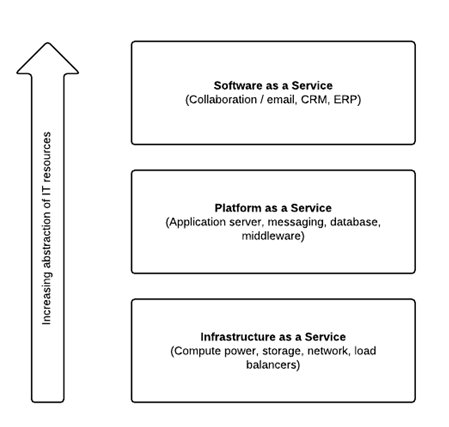 Software as a Service
(Collaboration / email, CRM, ERP)
Increasing abstraction of IT resources
Platform as a Service
(Application server, messaging, database,
middleware)
Infrastructure as a Service
(Compute power, storage, network, load
balancers)